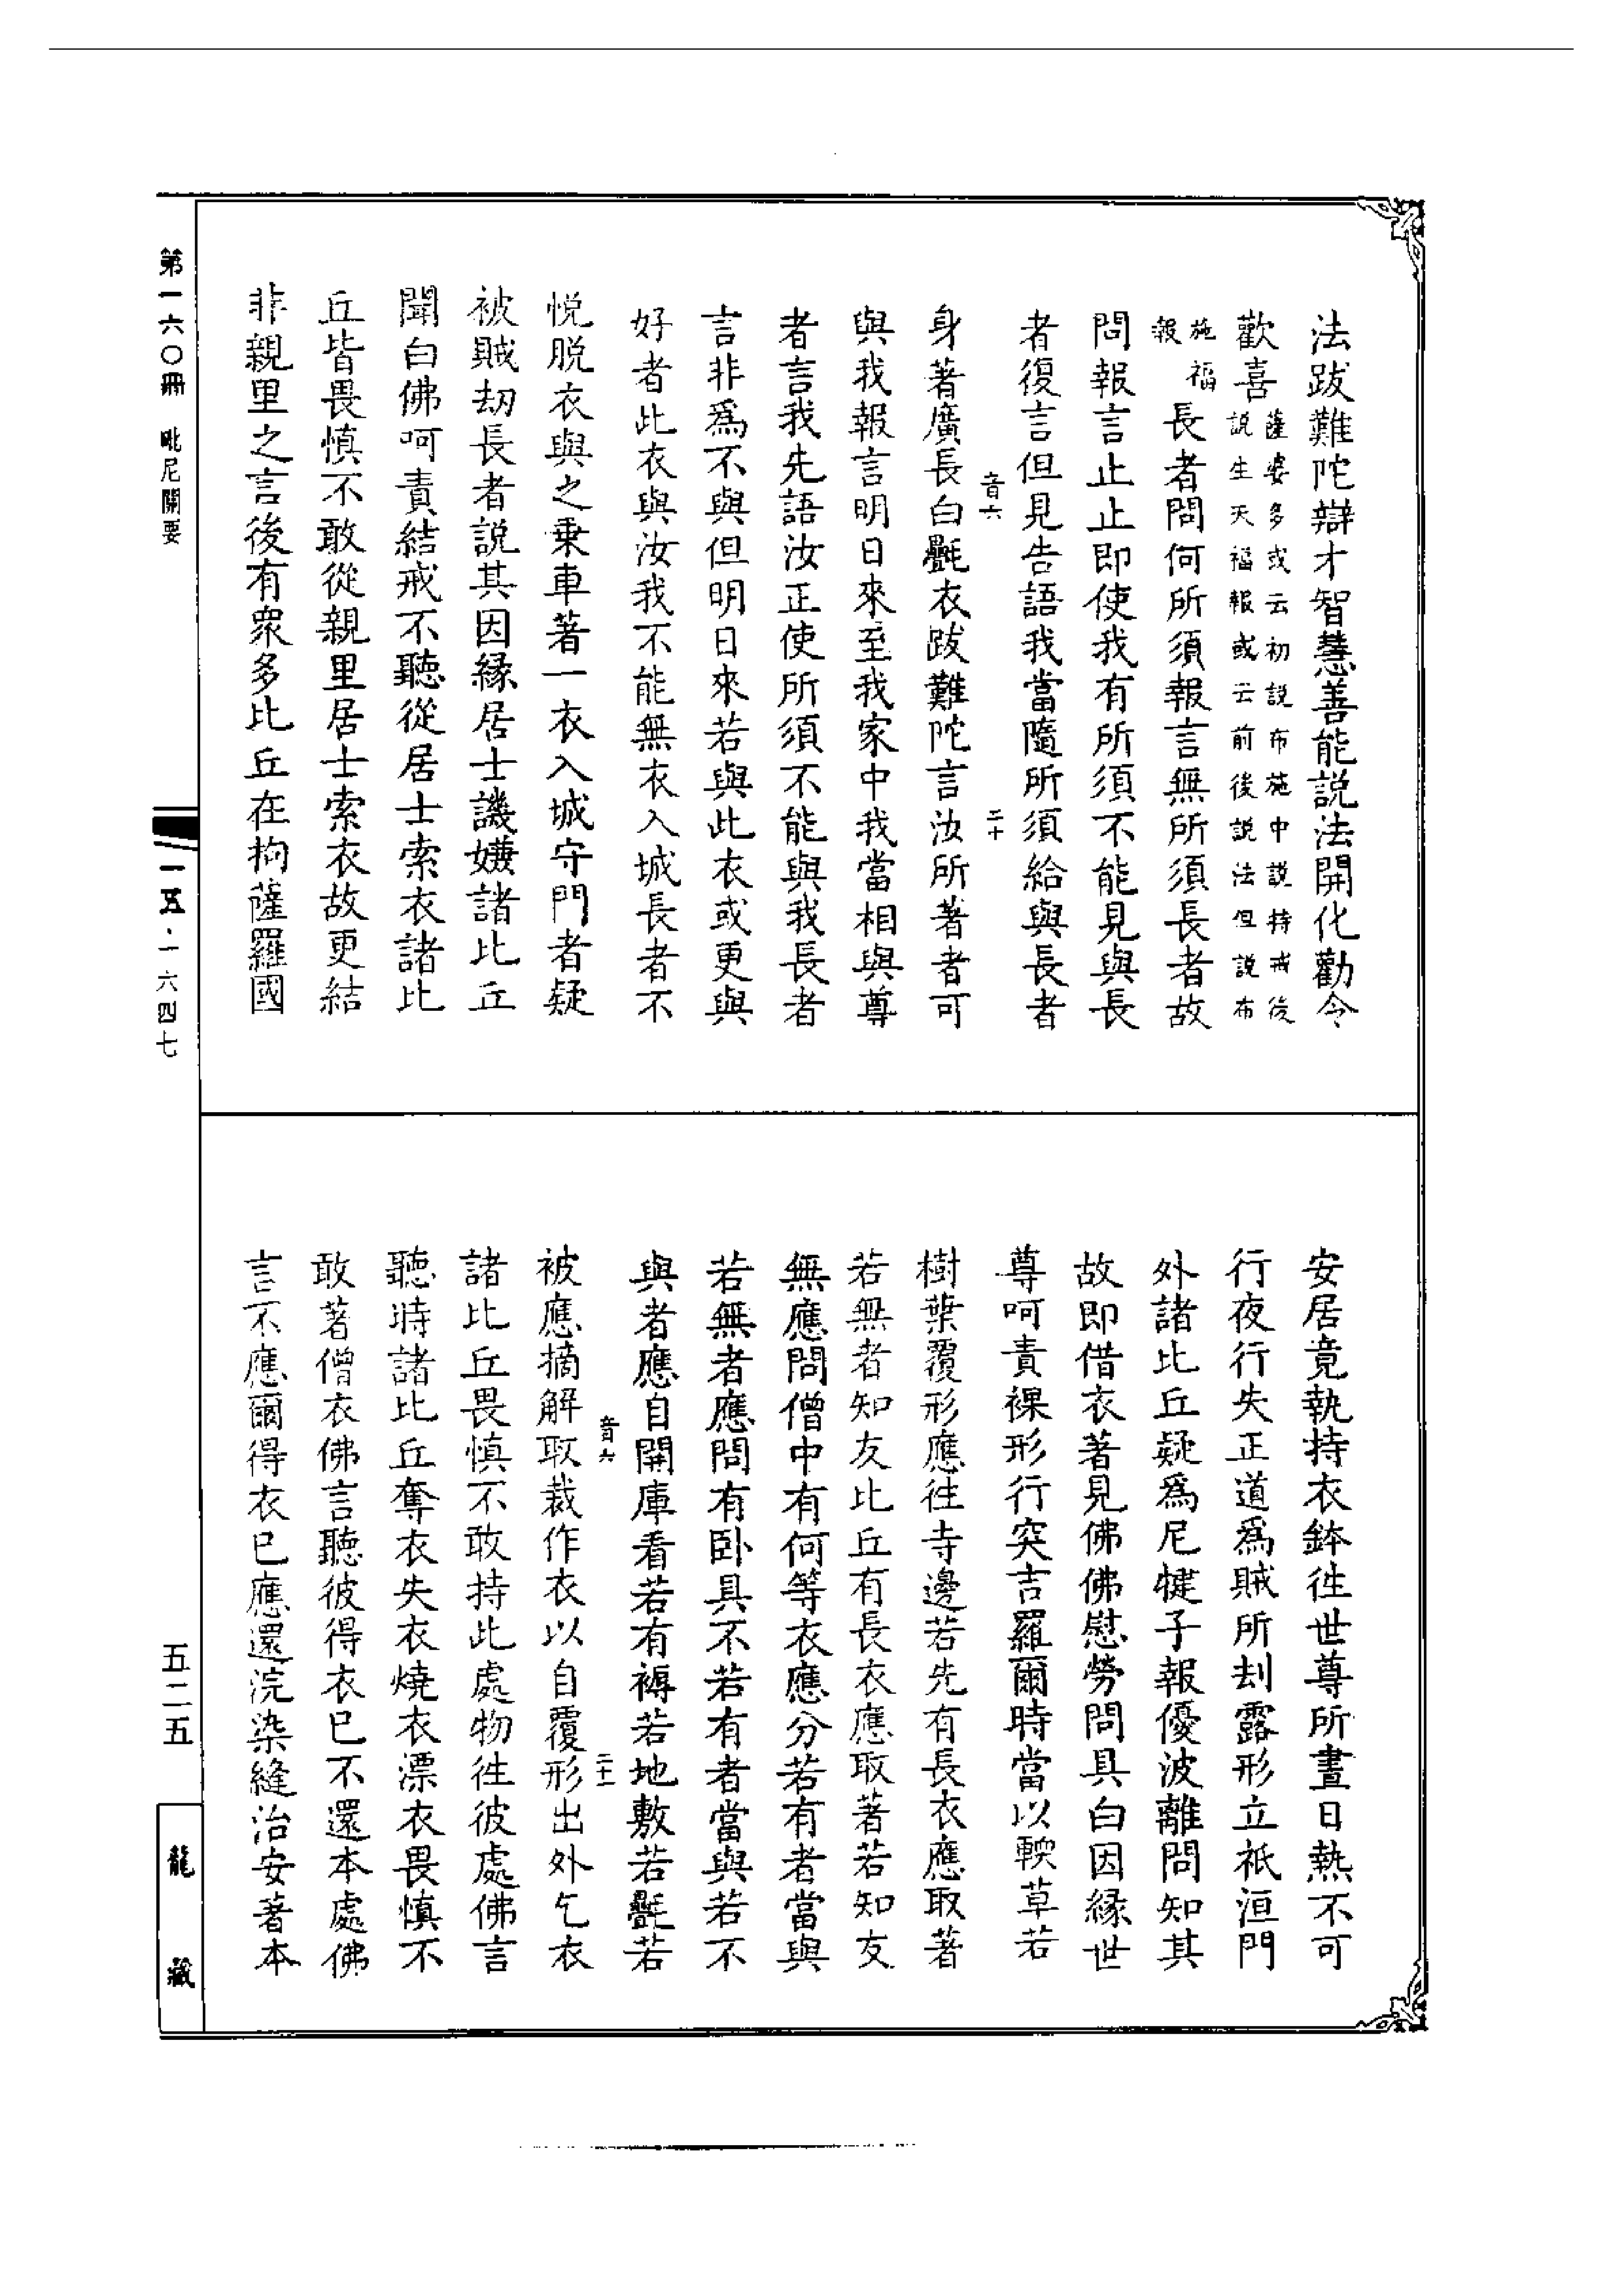 法跋難陀辯才智慧善能説法開化勸令
歡喜薩婆多或云初説布施中説持戒後
説生天福報或云前後説法但説布
施福
報
長者問何所須報言無所須長者故
問報言止止即使我有所須不能見與長
者復言但見告語我當隨所須給與長者
音六
二十
身著廣長白㲲衣跋難陀言汝所著者可
與我報言明日來至我家中我當相與尊
者言我先語汝正使所須不能與我長者
言非爲不與但明日來若與此衣或更與
好者此衣與汝我不能無衣入城長者不
悦脱衣與之乗車著一衣入城守門者疑
被賊刼長者説其因縁居士譏嫌諸比丘
聞白佛呵責結戒不聽從居士索衣諸比
丘皆畏慎不敢從親里居士索衣故更結
非親里之言後有衆多比丘在拘薩羅國
安居竟執持衣鉢徃世尊所晝日熱不可
行夜行失正道爲賊所刦露形立祇洹門
外諸比丘疑爲尼犍子報優波離問知其
故即借衣著見佛佛慰勞問具白因縁世
尊呵責裸形行突吉羅爾時當以輭草若
樹葉覆形應徃寺邊若先有長衣應取著
若無者知友比丘有長衣應取著若知友
無應問僧中有何等衣應分若有者當與
若無者應問有卧具不若有者當與若不
與者應自開庫看若有褥若地敷若㲲若
音六
二十一
被應摘解取裁作衣以自覆形出外乞衣
諸比丘畏慎不敢持此處物徃彼處佛言
聽時諸比丘奪衣失衣燒衣漂衣畏慎不
敢著僧衣佛言聽彼得衣已不還本處佛
言不應爾得衣已應還浣染縫治安著本
第一六〇冊 毗尼關要
一五·一六四七
五二五
龍藏